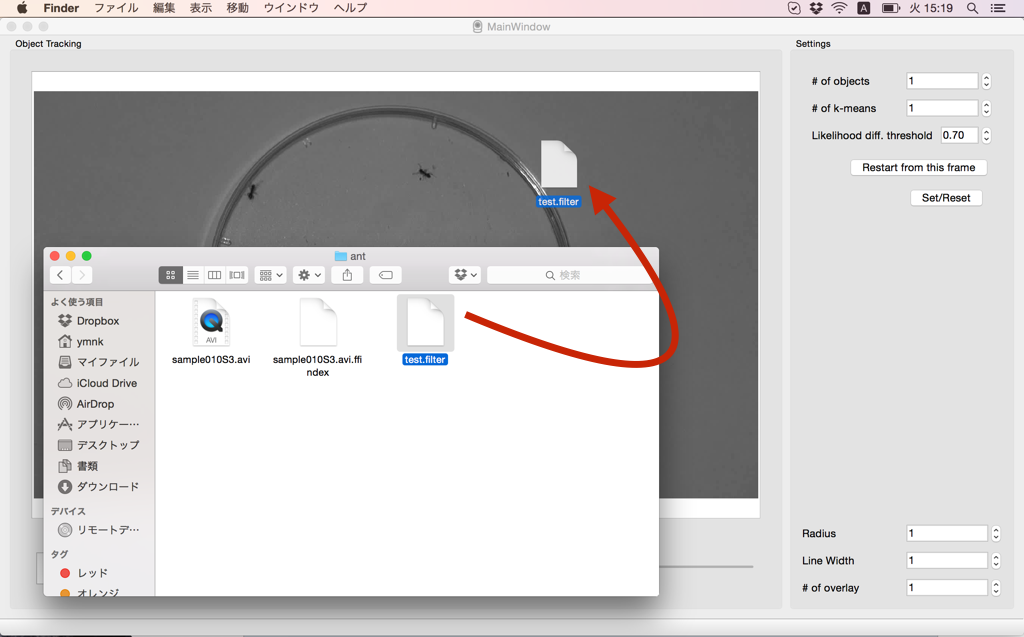 Finder ファイル 編集 表示 移動 ウインドウ ヘルプ
A 火 15:19
MainWindow
Object Tracking
Settings
# of objects 1
# of k-means 1
Likelihood diff. threshold 0.70
Restart from this frame
Set/Reset
test.filter
ant
検索
よく使う項目
Dropbox
ymnk
マイファイル
iCloud Drive
AirDrop
アプリケー…
デスクトップ
書類
ダウンロード
デバイス
リモートデ…
タグ
レッド
オレンジ
AVI
sample010S3.avi
sample010S3.avi.ffi
ndex
test.filter
Radius 1
Line Width 1
# of overlay 1